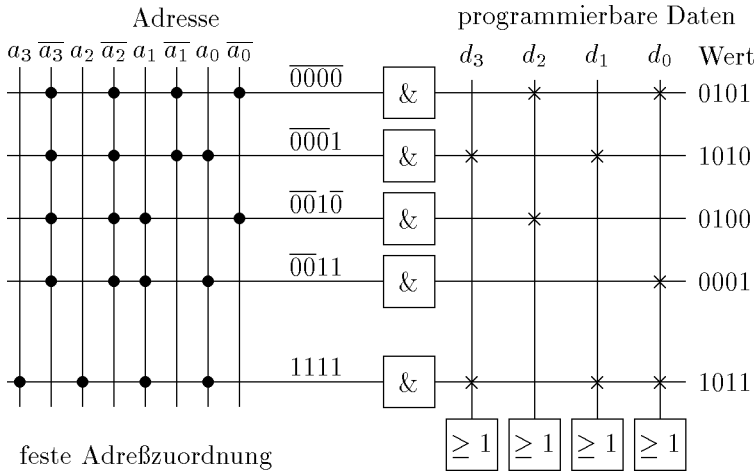 Adresse programmierbare Daten
a₃ a̅₃̅ a₂ a̅₂̅ a₁ a̅₁̅ a₀ a̅₀̅ d₃ d₂ d₁ d₀ Wert
0̅0̅0̅0̅ & 0101
0̅0̅0̅1 & 1010
0̅0̅10̅ & 0100
0̅0̅11 & 0001
1111 & 1011
≥ 1 ≥ 1 ≥ 1 ≥ 1
feste Adreßzuordnung